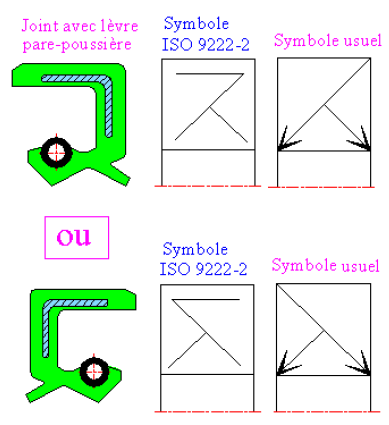 Joint avec lèvre
pare-poussière
Symbole
ISO 9222-2
Symbole usuel
ou
Symbole
ISO 9222-2
Symbole usuel